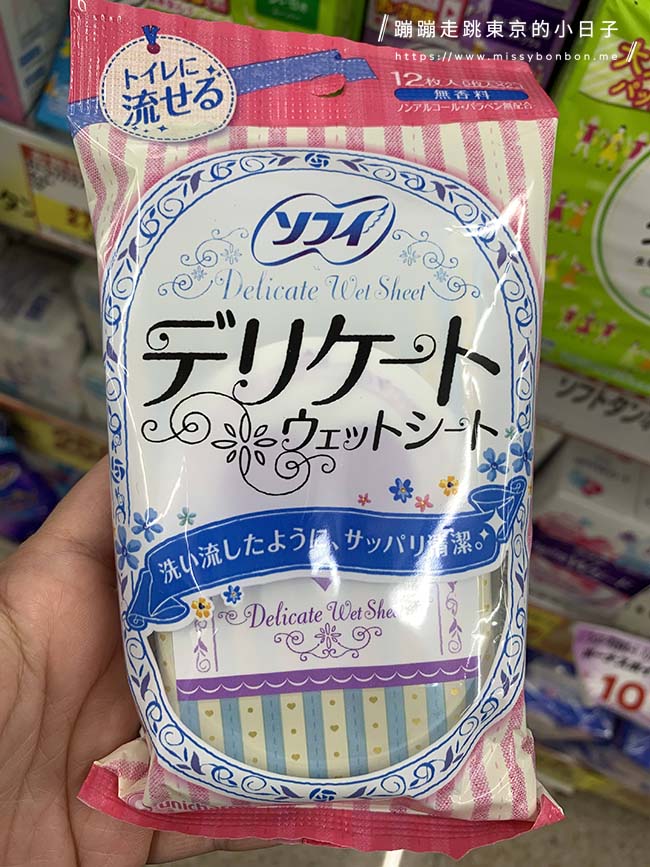 蹦蹦走跳東京的小日子
https://www.missybonbon.me
トイレに
流せる
12枚入
無香料
ノンアルコール・パラベン無配合
ソフィ
Delicate Wet Sheet
デリケート
ウェットシート
洗い流したように、サッパリ清潔。
Delicate Wet Sheet
unicharm
ソフトタン
10